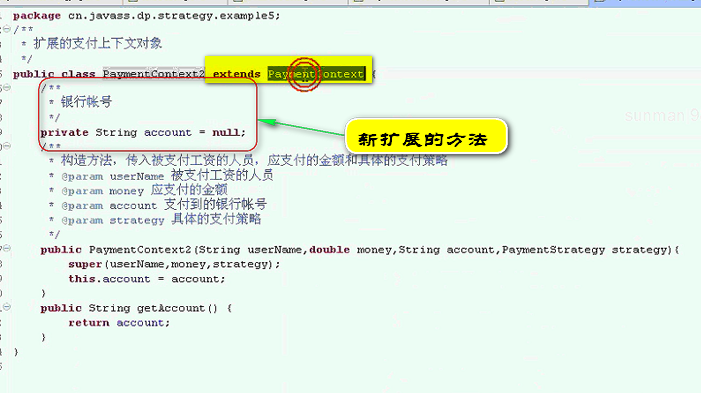 package cn.javass.dp.strategy.example5;
/**
 * 扩展的支付上下文对象
 */
public class PaymentContext2 extends PaymentContext {
/**
 * 银行帐号
 */
private String account = null;
新扩展的方法
/**
 * 构造方法，传入被支付工资的人员，应支付的金额和具体的支付策略
 * @param userName 被支付工资的人员
 * @param money 应支付的金额
 * @param account 支付到的银行帐号
 * @param strategy 具体的支付策略
 */
public PaymentContext2(String userName,double money,String account,PaymentStrategy strategy){
super(userName,money,strategy);
this.account = account;
}
public String getAccount() {
return account;
}
}